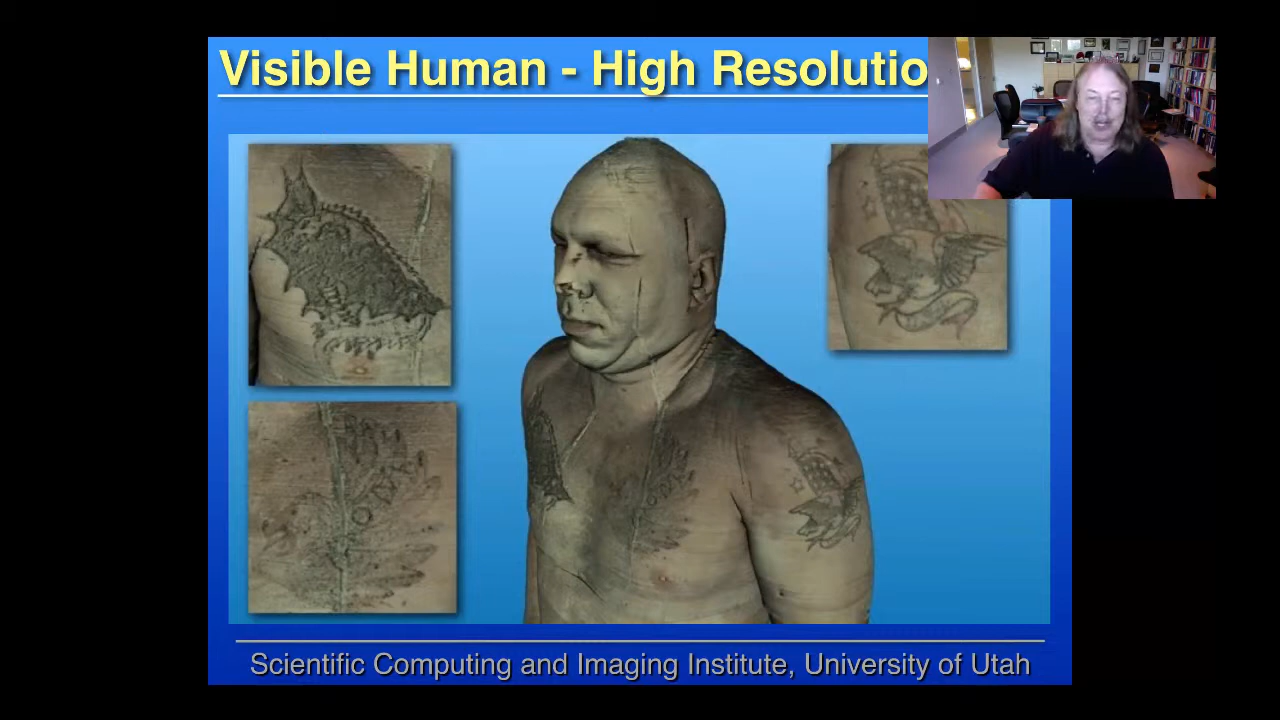 Visible Human - High Resolutio
Scientific Computing and Imaging Institute, University of Utah